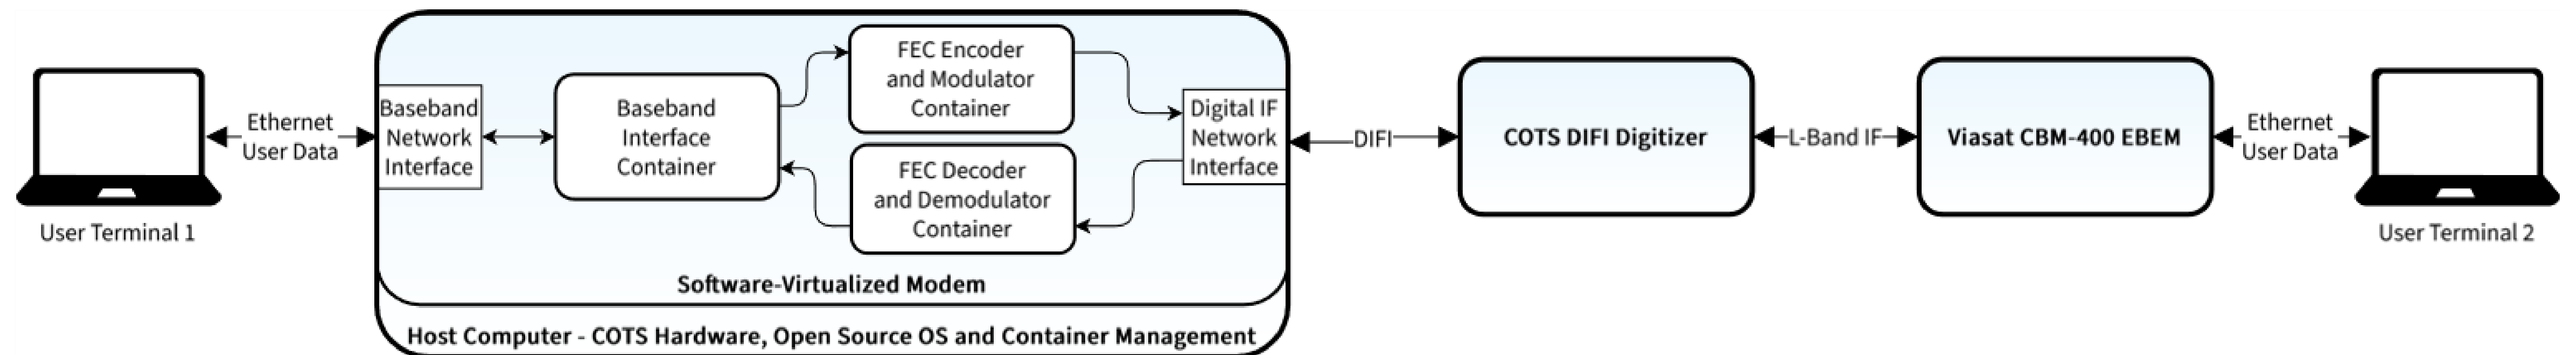 User Terminal 1
Ethernet
User Data
Baseband
Network
Interface
Baseband
Interface
Container
FEC Encoder
and Modulator
Container
FEC Decoder
and Demodulator
Container
Digital IF
Network
Interface
Software-Virtualized Modem
Host Computer - COTS Hardware, Open Source OS and Container Management
DIFI
COTS DIFI Digitizer
L-Band IF
Viasat CBM-400 EBEM
Ethernet
User Data
User Terminal 2